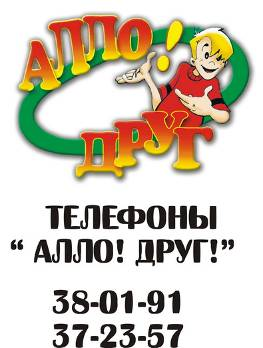 АЛЛО!
ДРУГ
ТЕЛЕФОНЫ
“ АЛЛО! ДРУГ!”
38-01-91
37-23-57